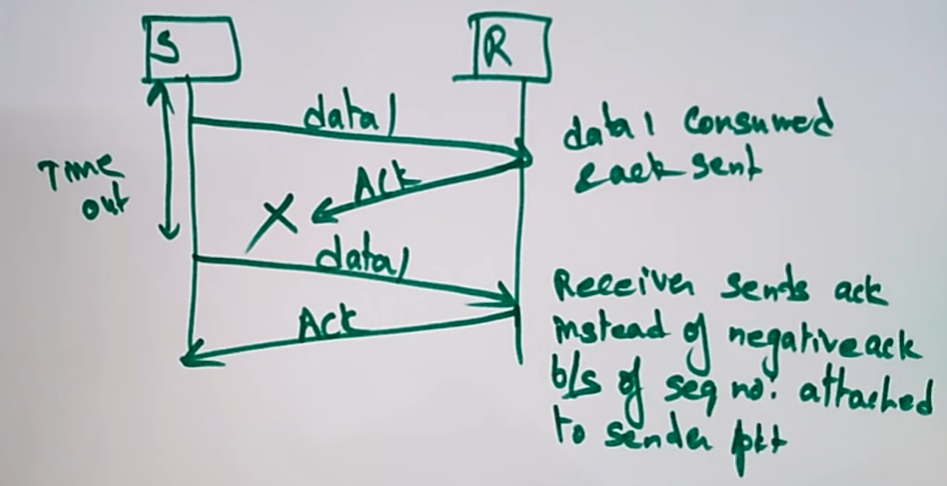 S
R
data1
data1 consumed
& ack sent
Time
out
Ack
X
data1
Ack
Receiver sends ack
instead of negative ack
b/s of seq no: attached
to sender pkt